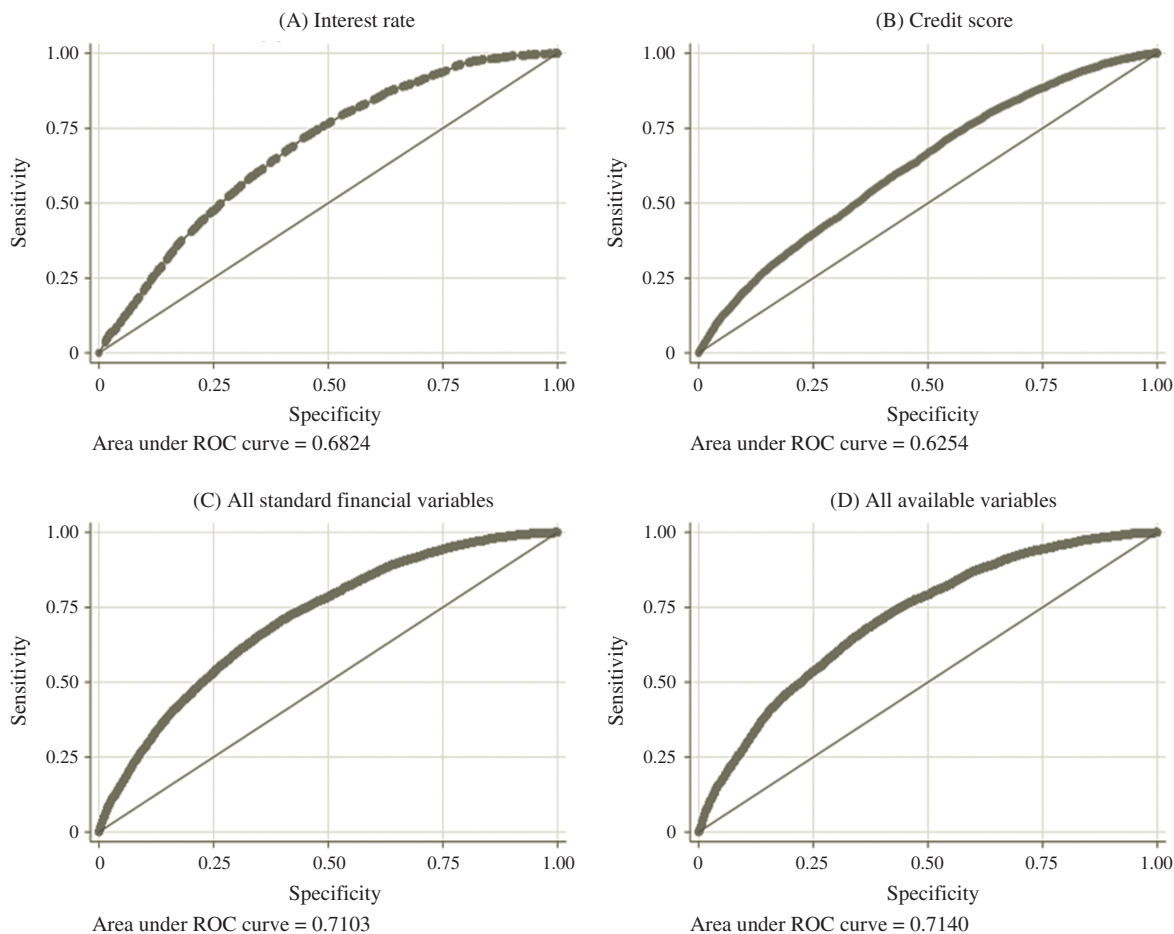 (A) Interest rate
1.00
0.75
0.50
0.25
0
Sensitivity
0 0.25 0.50 0.75 1.00
Specificity
Area under ROC curve = 0.6824
(B) Credit score
1.00
0.75
0.50
0.25
0
Sensitivity
0 0.25 0.50 0.75 1.00
Specificity
Area under ROC curve = 0.6254
(C) All standard financial variables
1.00
0.75
0.50
0.25
0
Sensitivity
0 0.25 0.50 0.75 1.00
Specificity
Area under ROC curve = 0.7103
(D) All available variables
1.00
0.75
0.50
0.25
0
Sensitivity
0 0.25 0.50 0.75 1.00
Specificity
Area under ROC curve = 0.7140